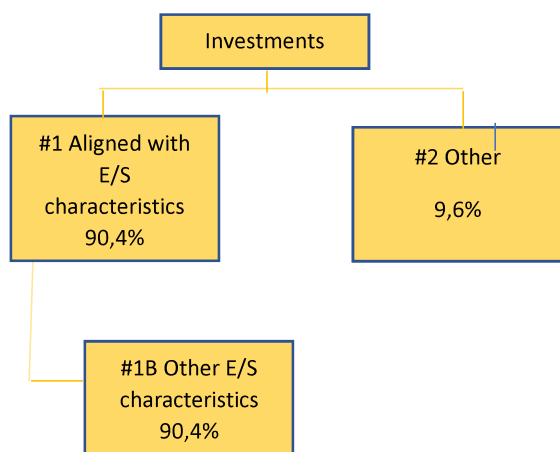 Investments
#1 Aligned with
E/S
characteristics
90,4%
#2 Other
9,6%
#1B Other E/S
characteristics
90,4%